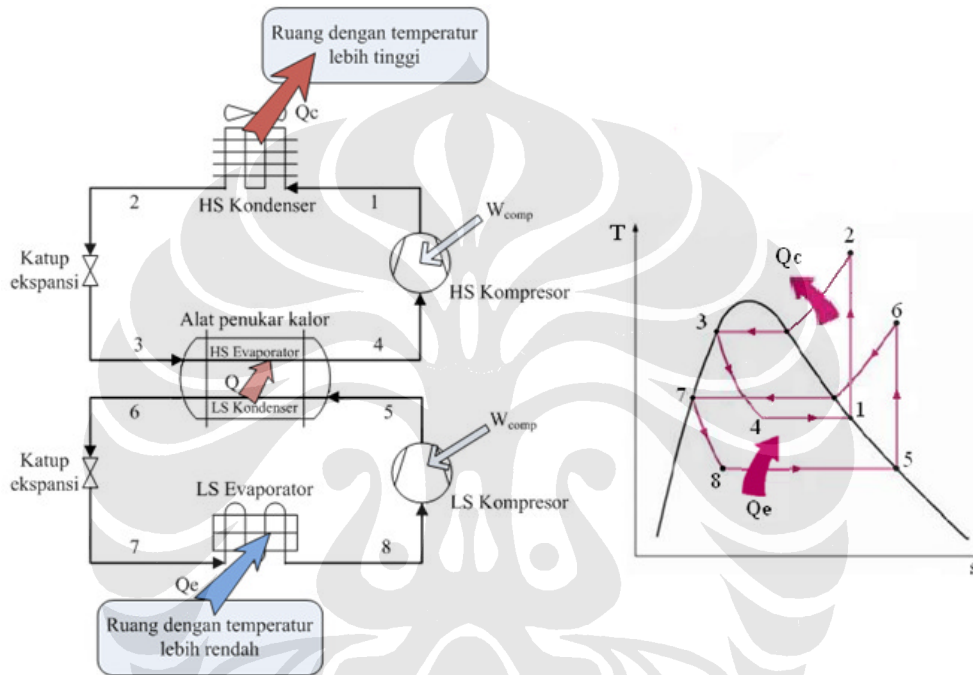 Ruang dengan temperatur
lebih tinggi
Qc
2
HS Kondenser
1
W comp
Katup
ekspansi
HS Kompresor
Alat penukar kalor
3
HS Evaporator
4
Q
6
LS Kondenser
5
W comp
Katup
ekspansi
LS Evaporator
LS Kompresor
7
8
Qe
Ruang dengan temperatur
lebih rendah
T
2
Qc
3
6
7
4
1
8
5
Qe
s